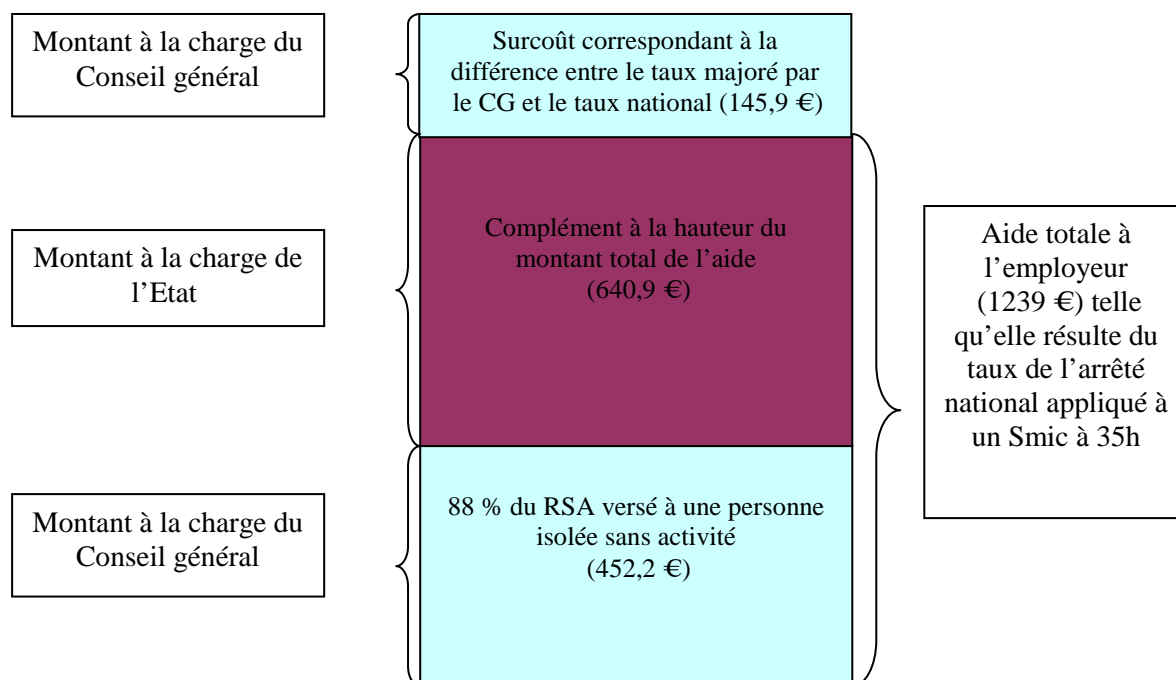 Montant à la charge du
Conseil général
Surcoût correspondant à la
différence entre le taux majoré par
le CG et le taux national (145,9 €)
Montant à la charge de
l’Etat
Complément à la hauteur du
montant total de l’aide
(640,9 €)
Aide totale à
l’employeur
(1239 €) telle
qu’elle résulte du
taux de l’arrêté
national appliqué à
un Smic à 35h
Montant à la charge du
Conseil général
88 % du RSA versé à une personne
isolée sans activité
(452,2 €)